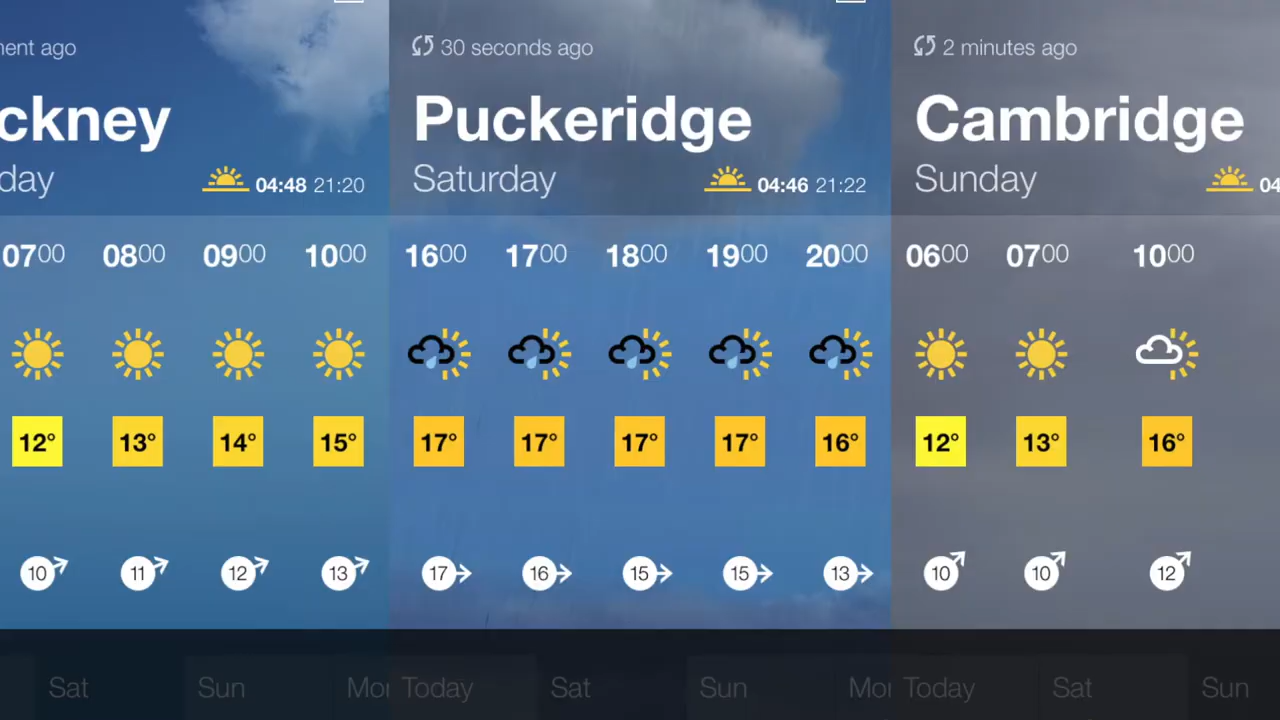 ment ago
ckney
day
04:48 21:20
0700 0800 0900 1000
12° 13° 14° 15°
10 11 12 13
Sat Sun Mo
30 seconds ago
Puckeridge
Saturday
04:46 21:22
1600 1700 1800 1900 2000
17° 17° 17° 17° 16°
17 16 15 15 13
Today Sat Sun Mo
2 minutes ago
Cambridge
Sunday
04
0600 0700 1000
12° 13° 16°
10 10 12
Today Sat Sun